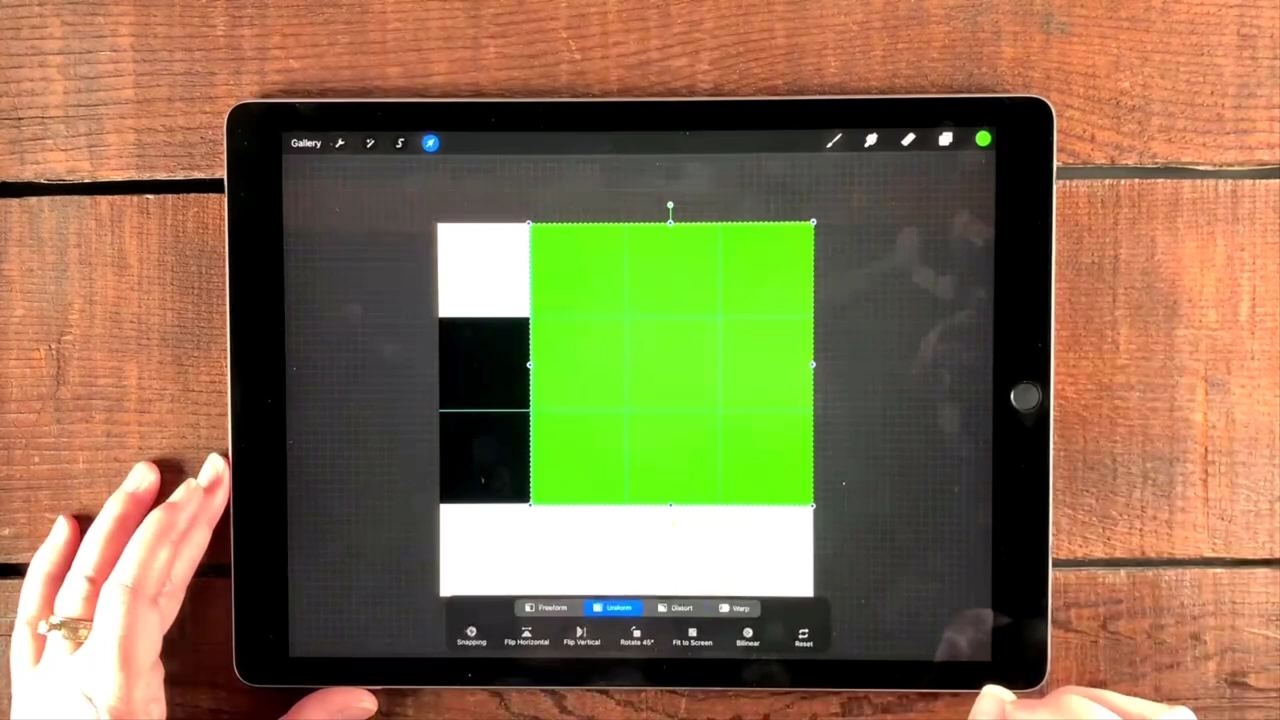 Gallery
Freeform Uniform Distort Warp
Snapping Flip Horizontal Flip Vertical Rotate 45° Fit to Screen Bilinear Reset